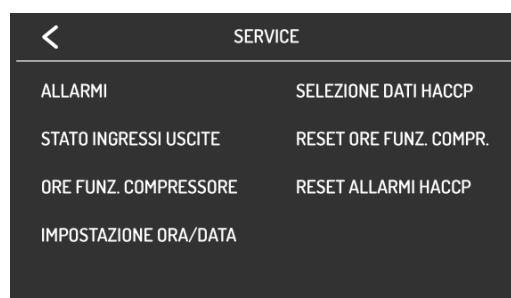 SERVICE
ALLARMI
SELEZIONE DATI HACCP
STATO INGRESSI USCITE
RESET ORE FUNZ. COMPR.
ORE FUNZ. COMPRESSORE
RESET ALLARMI HACCP
IMPOSTAZIONE ORA/DATA